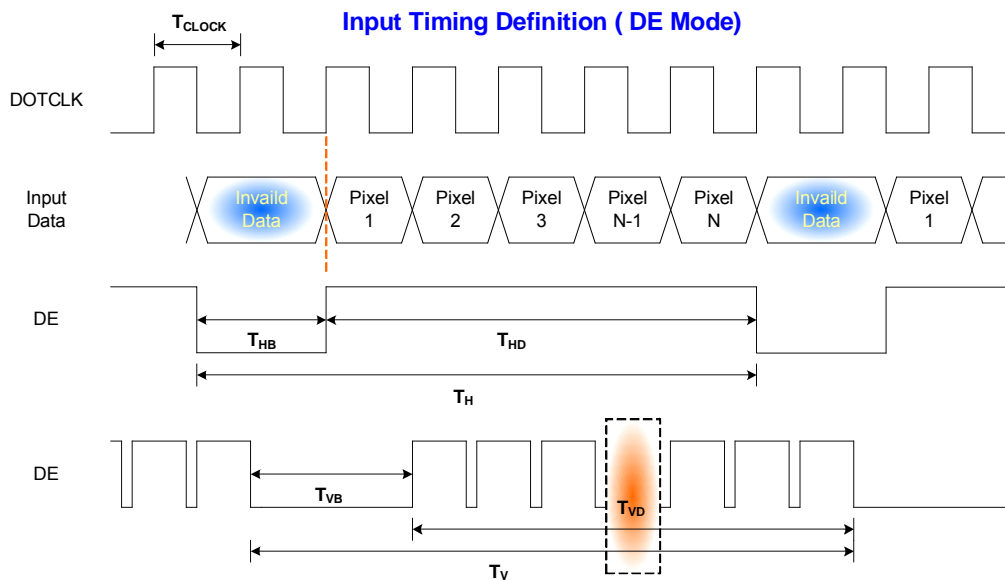 Input Timing Definition ( DE Mode)
TCLOCK
DOTCLK
Input
Data
Invaild
Data
Pixel
1
Pixel
2
Pixel
3
Pixel
N-1
Pixel
N
Invaild
Data
Pixel
1
DE
THB
THD
TH
DE
TVB
TVD
TV